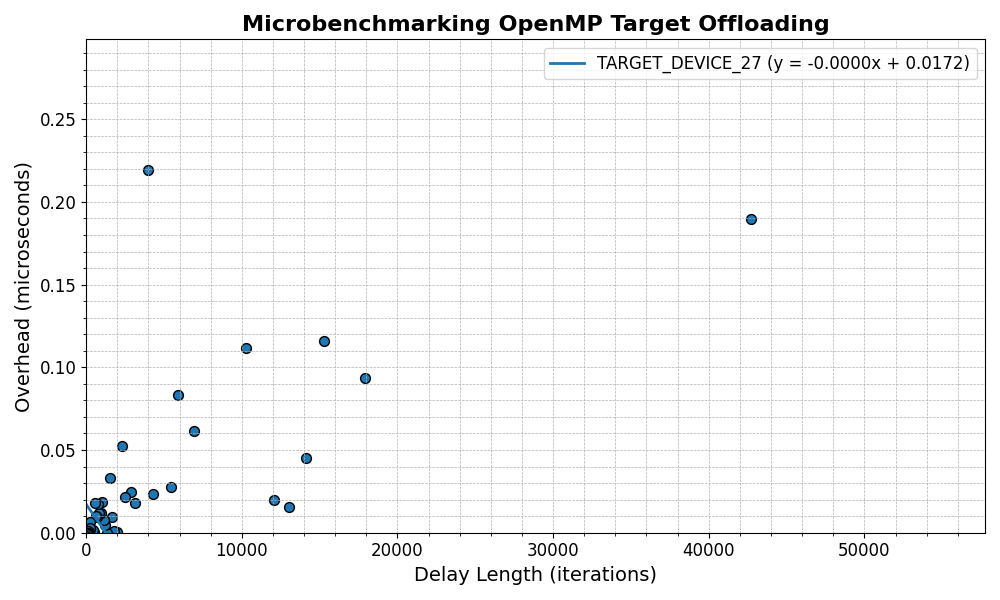 Microbenchmarking OpenMP Target Offloading
TARGET_DEVICE_27 (y = -0.0000x + 0.0172)
Overhead (microseconds)
0.25
0.20
0.15
0.10
0.05
0.00
0 10000 20000 30000 40000 50000
Delay Length (iterations)